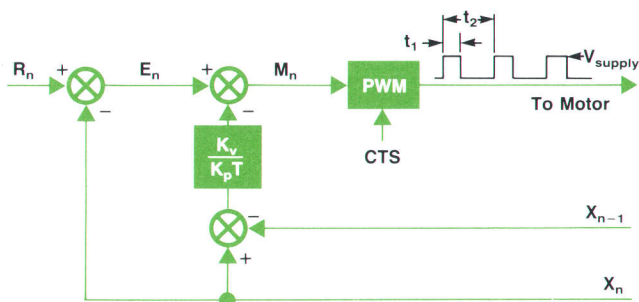 t₁
t₂
Vsupply
Rₙ
+
−
Eₙ
+
−
Mₙ
PWM
To Motor
CTS
Kᵥ
KₚT
−
+
Xₙ₋₁
Xₙ